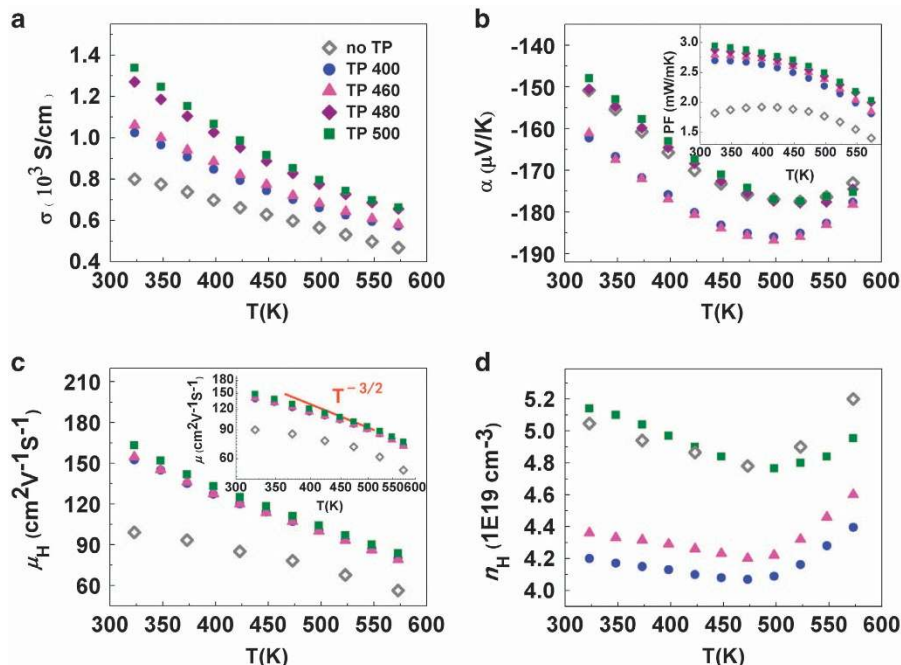 a
1.4
1.2
1.0
0.8
0.6
0.4
σ ( 10³ S/cm)
no TP
TP 400
TP 460
TP 480
TP 500
300 350 400 450 500 550 600
T(K)
b
-145
-150
-160
-170
-180
-190
α (μV/K)
3.0
2.5
2.0
1.5
PF (mW/mK)
300 350 400 450 500 550
T(K)
300 350 400 450 500 550 600
T(K)
c
210
180
150
120
90
60
μH (cm2V-1S-1)
180
150
120
90
60
μ (cm2V-1S-1)
T-3/2
300 400 500 600
T(K)
300 350 400 450 500 550 600
T(K)
d
5.2
5.0
4.8
4.6
4.4
4.2
4.0
nH (1E19 cm-3)
300 350 400 450 500 550 600
T(K)